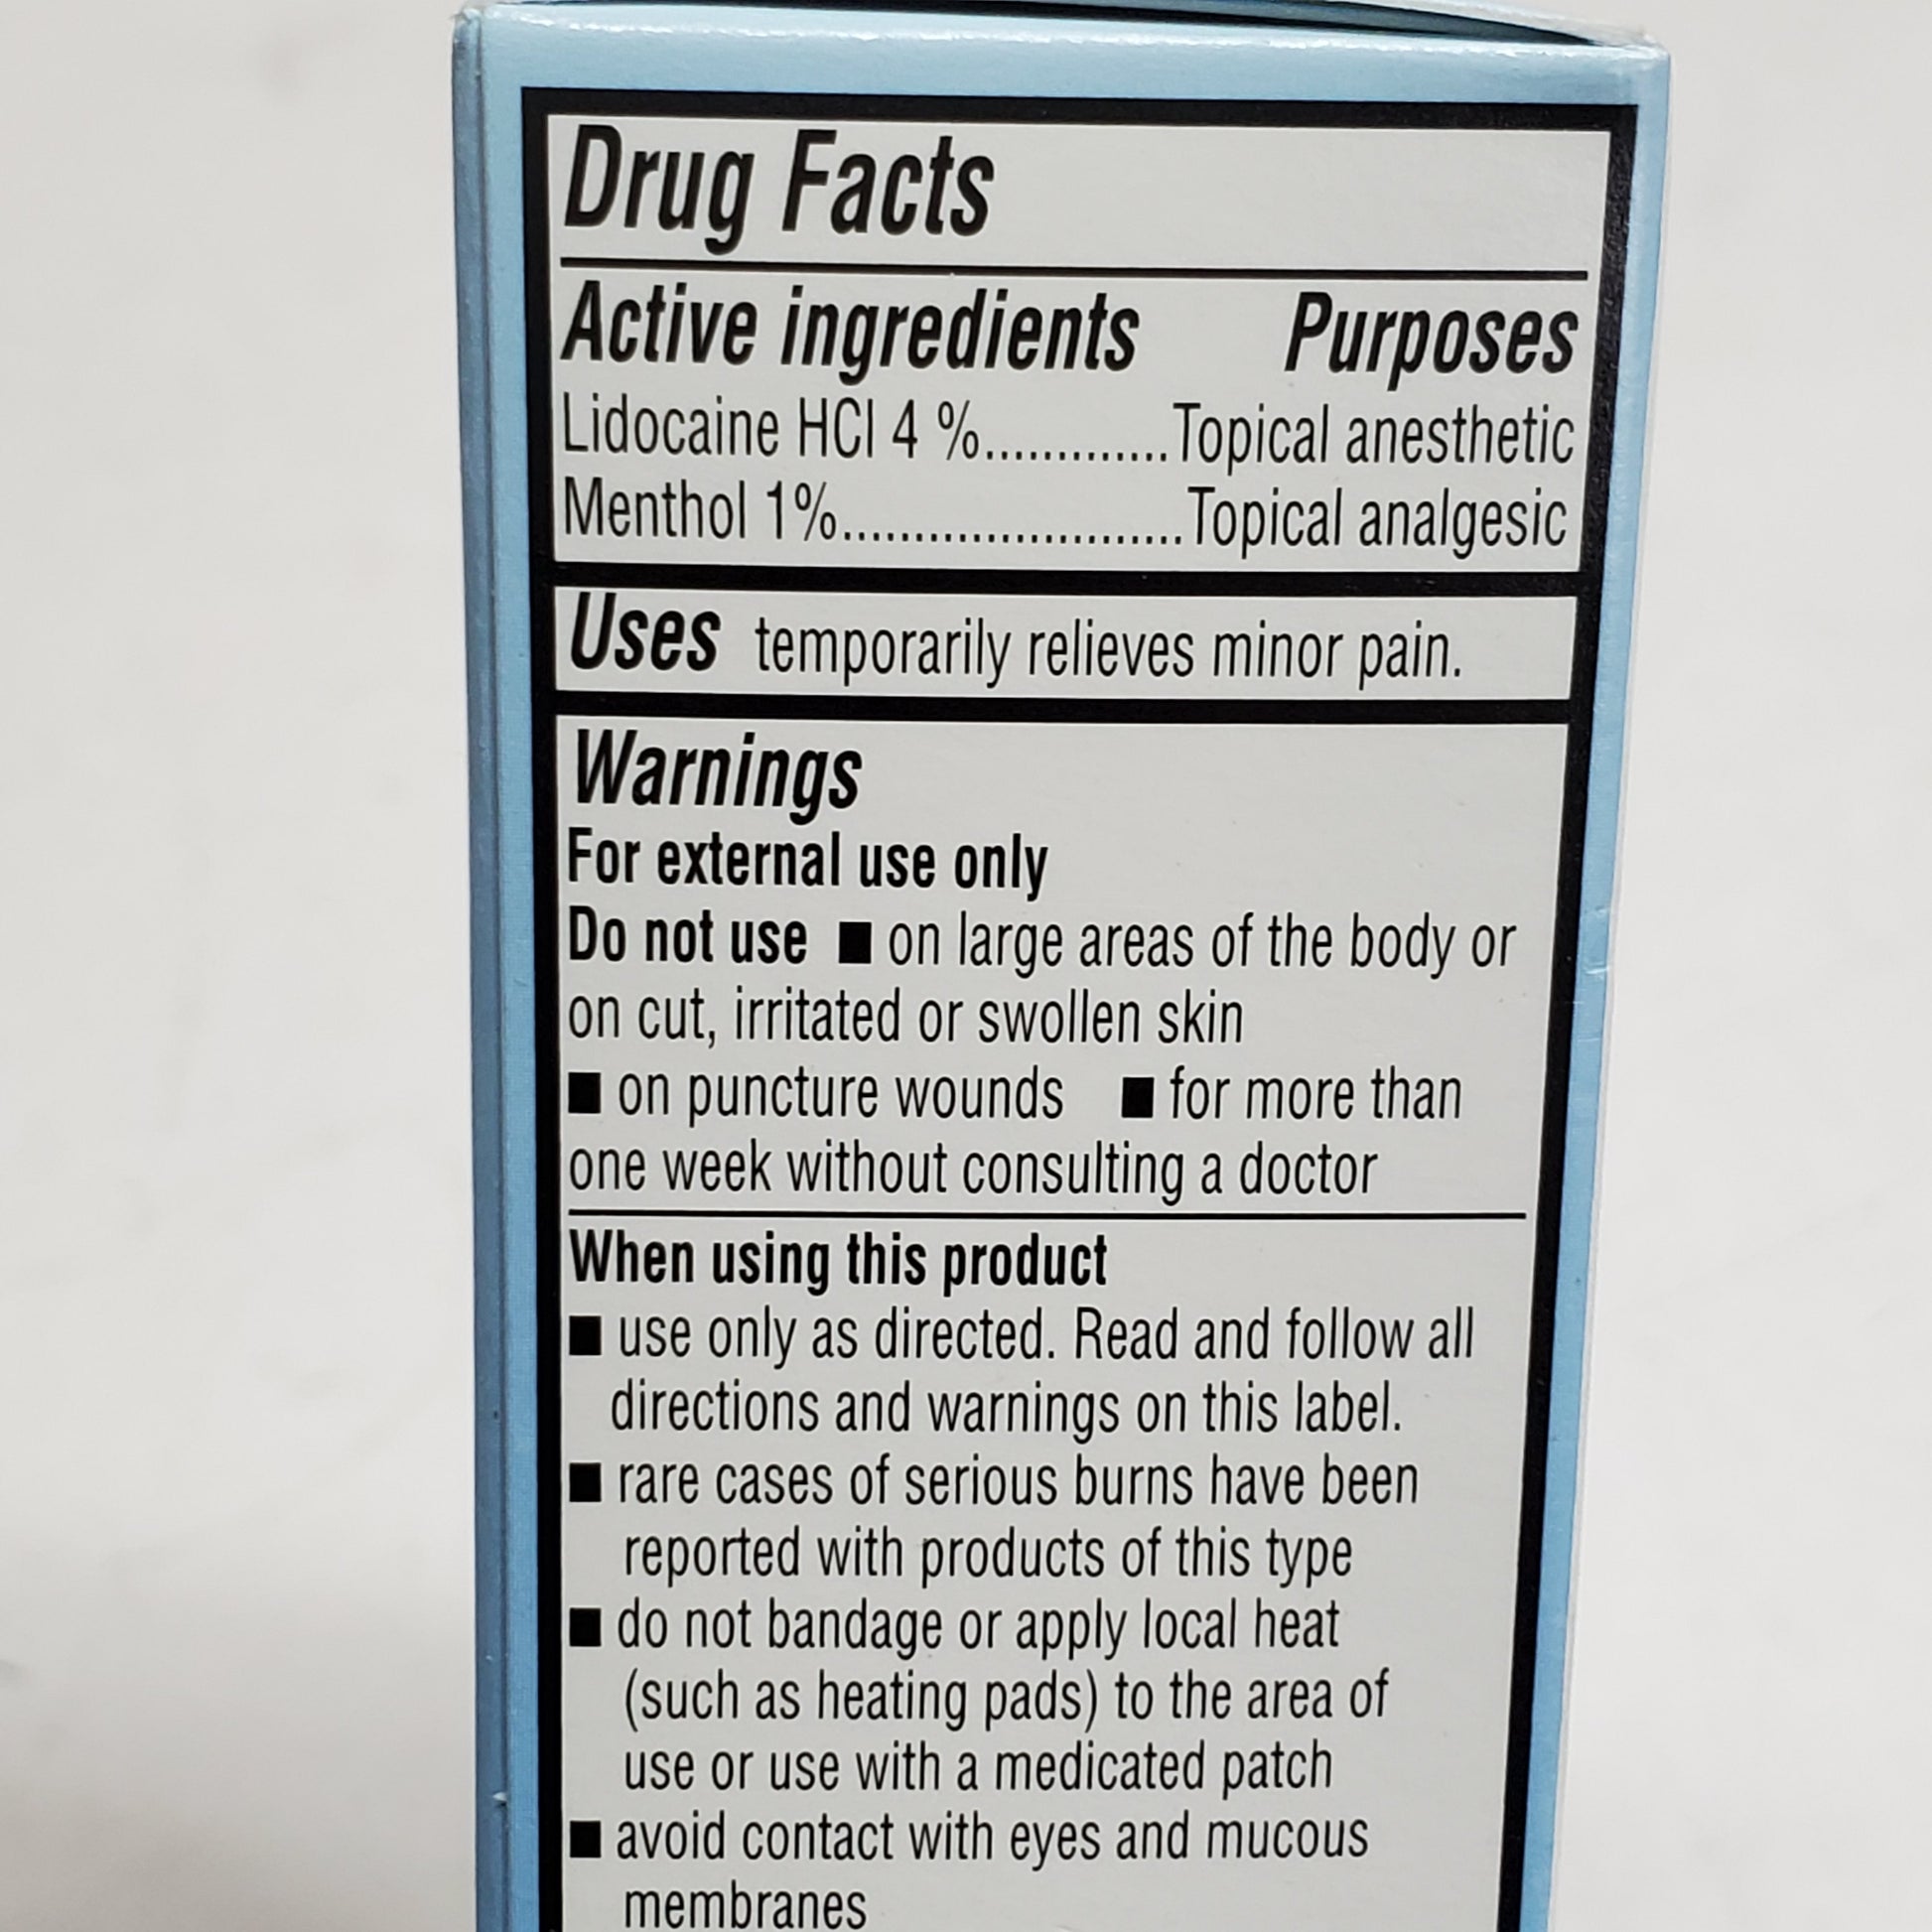 Drug Facts
Active ingredients Purposes
Lidocaine HCl 4 %.............Topical anesthetic
Menthol 1%........................Topical analgesic
Uses temporarily relieves minor pain.
Warnings
For external use only
Do not use ■ on large areas of the body or
on cut, irritated or swollen skin
■ on puncture wounds ■ for more than
one week without consulting a doctor
When using this product
■ use only as directed. Read and follow all
directions and warnings on this label.
■ rare cases of serious burns have been
reported with products of this type
■ do not bandage or apply local heat
(such as heating pads) to the area of
use or use with a medicated patch
■ avoid contact with eyes and mucous
membranes